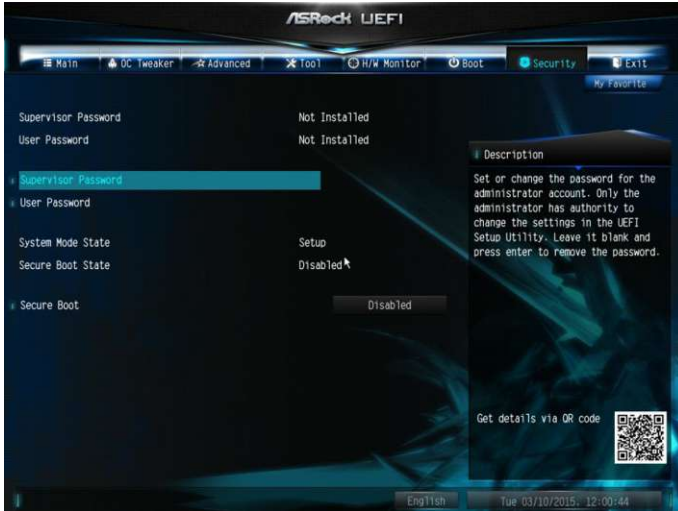 ASRock UEFI
Main OC Tweaker Advanced Tool H/W Monitor Boot Security Exit
My Favorite
Supervisor Password Not Installed
User Password Not Installed
Supervisor Password
User Password
System Mode State Setup
Secure Boot State Disabled
Secure Boot Disabled
Description
Set or change the password for the
administrator account. Only the
administrator has authority to
change the settings in the UEFI
Setup Utility. Leave it blank and
press enter to remove the password.
Get details via QR code
English Tue 03/10/2015. 12:00:44